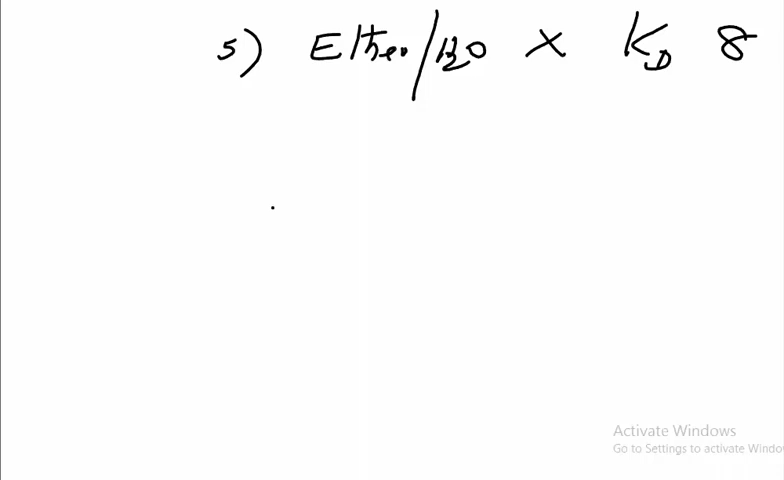 5) Ether/H2O X KD 8
Activate Windows
Go to Settings to activate Windo